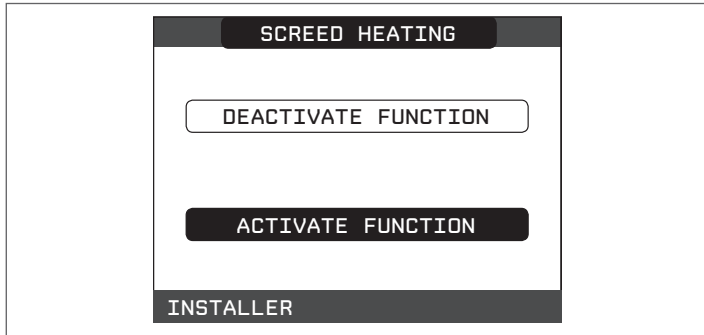 SCREED HEATING
DEACTIVATE FUNCTION
ACTIVATE FUNCTION
INSTALLER